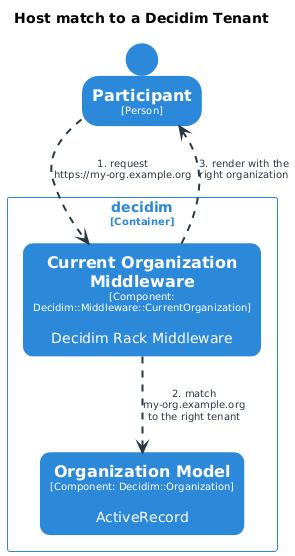 Host match to a Decidim Tenant
Participant
[Person]
1. request
https://my-org.example.org
3. render with the
right organization
decidim
[Container]
Current Organization
Middleware
[Component:
Decidim::Middleware::CurrentOrganization]
Decidim Rack Middleware
2. match
my-org.example.org
to the right tenant
Organization Model
[Component: Decidim::Organization]
ActiveRecord